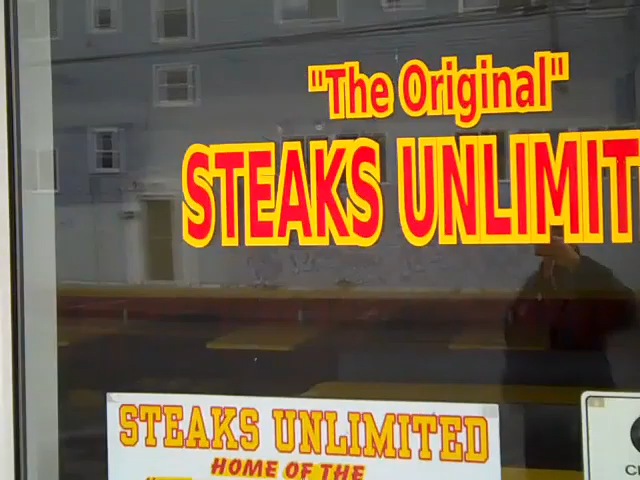 "The Original"
STEAKS UNLIMIT
STEAKS UNLIMITED
HOME OF THE